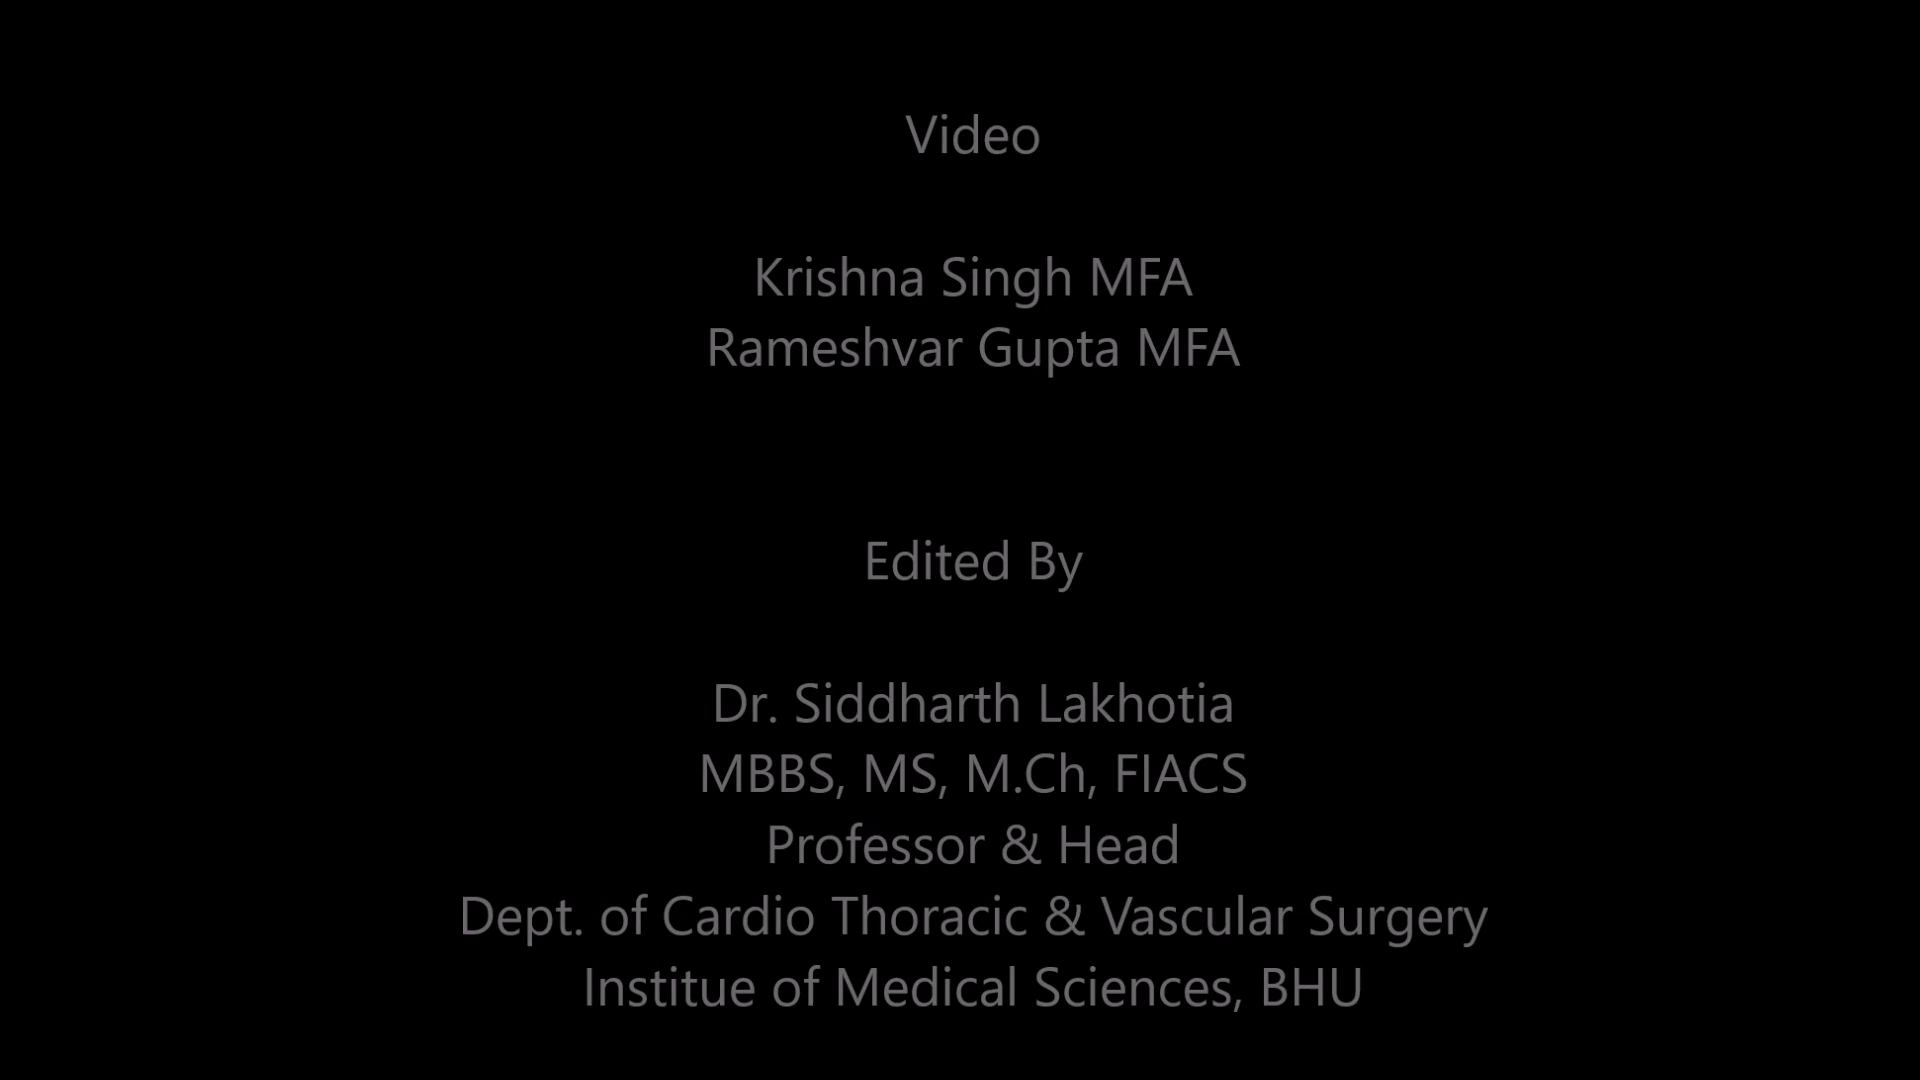 Video
Krishna Singh MFA
Rameshvar Gupta MFA
Edited By
Dr. Siddharth Lakhotia
MBBS, MS, M.Ch, FIACS
Professor & Head
Dept. of Cardio Thoracic & Vascular Surgery
Institue of Medical Sciences, BHU